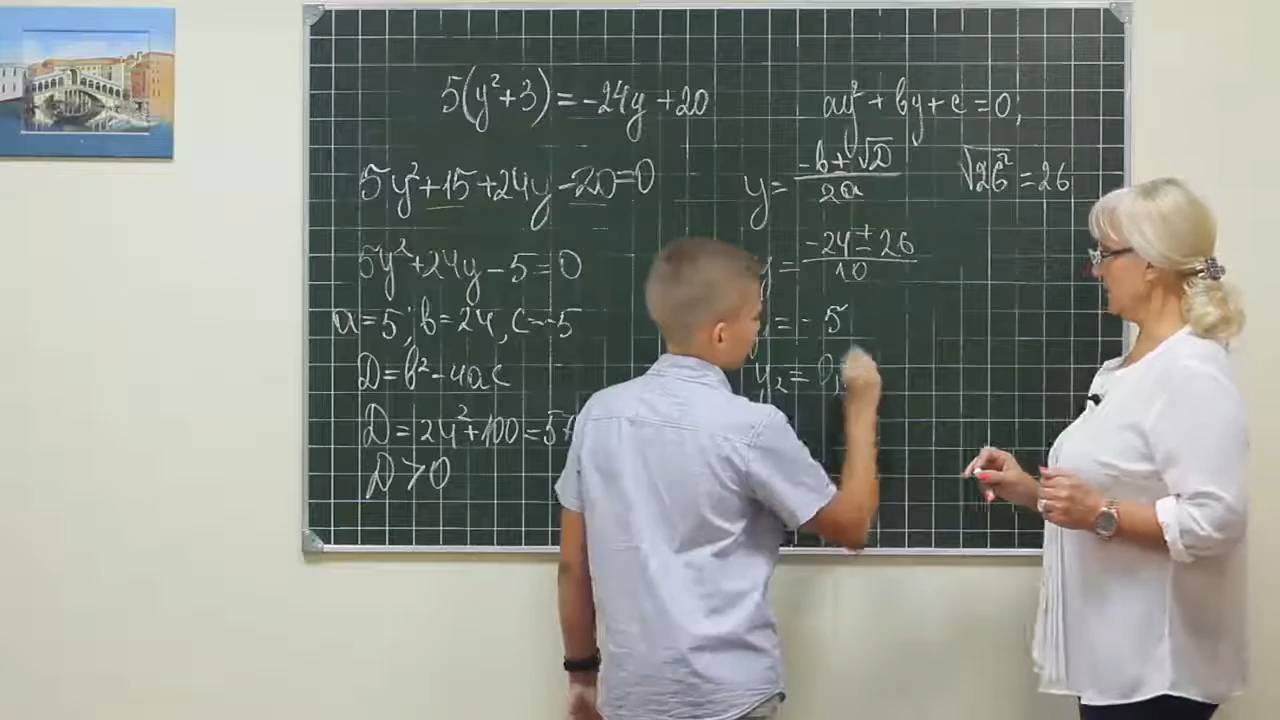 5(y²+3)=-24y+20
5y²+15+24y-20=0
5y²+24y-5=0
a=5; b=24, c=-5
D=b²-4ac
D=24²+100=57
D>0
ay²+by+c=0;
y=(-b±√D)/2a
√26²=26
y=(-24±26)/10
=-5
y₂=0,